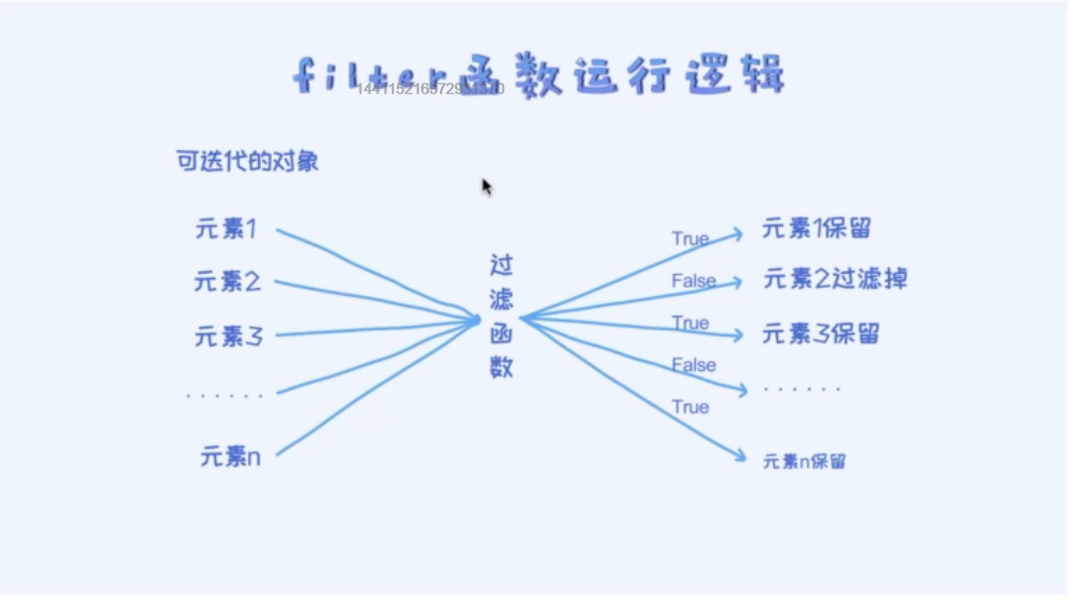 filter函数运行逻辑
可迭代的对象
元素1
元素2
元素3
......
元素n
过
滤
函
数
True
False
True
False
True
元素1保留
元素2过滤掉
元素3保留
......
元素n保留